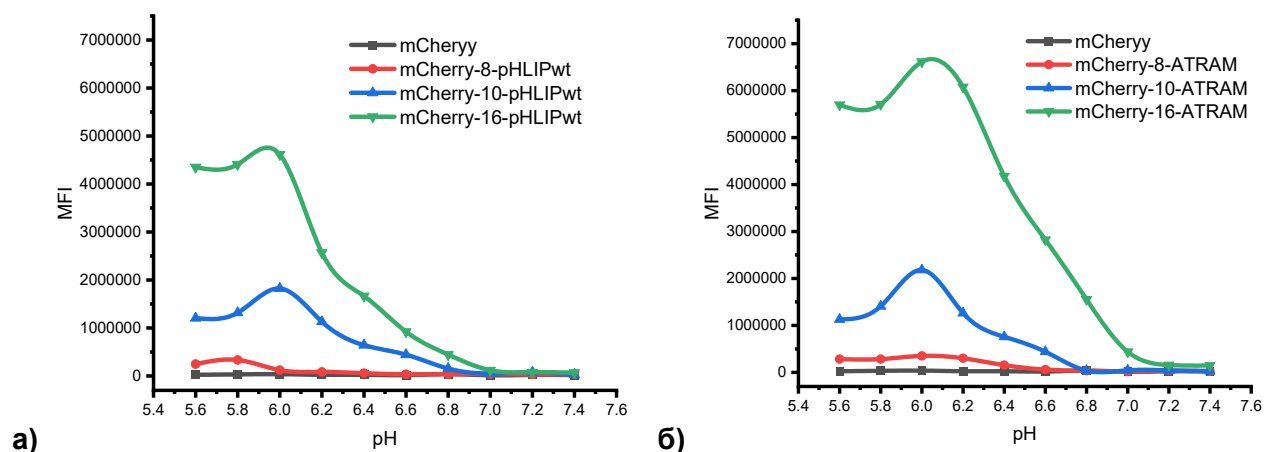 7000000
6000000
5000000
4000000
3000000
2000000
1000000
0
MFI
mCheryy
mCherry-8-pHLIPwt
mCherry-10-pHLIPwt
mCherry-16-pHLIPwt
5.4 5.6 5.8 6.0 6.2 6.4 6.6 6.8 7.0 7.2 7.4 7.6
pH
а)
7000000
6000000
5000000
4000000
3000000
2000000
1000000
0
MFI
mCheryy
mCherry-8-ATRAM
mCherry-10-ATRAM
mCherry-16-ATRAM
5.4 5.6 5.8 6.0 6.2 6.4 6.6 6.8 7.0 7.2 7.4 7.6
pH
б)